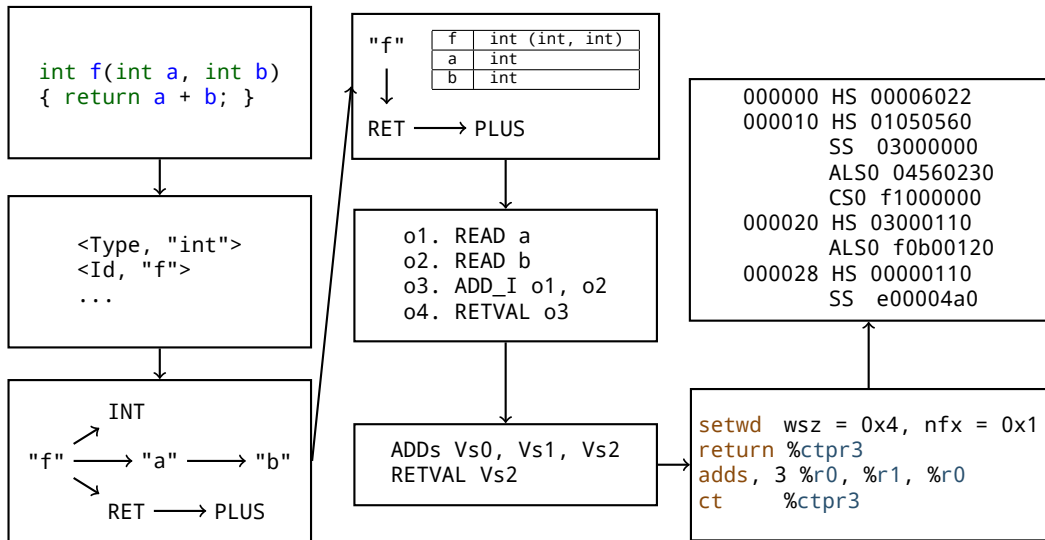 int f(int a, int b)
{ return a + b; }
<Type, "int">
<Id, "f">
...
INT
"f" "a" "b"
RET PLUS
"f"
f int (int, int)
a int
b int
RET PLUS
o1. READ a
o2. READ b
o3. ADD_I o1, o2
o4. RETVAL o3
ADDs Vs0, Vs1, Vs2
RETVAL Vs2
setwd wsz = 0x4, nfx = 0x1
return %ctpr3
adds, 3 %r0, %r1, %r0
ct %ctpr3
000000 HS 00006022
000010 HS 01050560
SS 03000000
ALS0 04560230
CS0 f1000000
000020 HS 03000110
ALS0 f0b00120
000028 HS 00000110
SS e00004a0